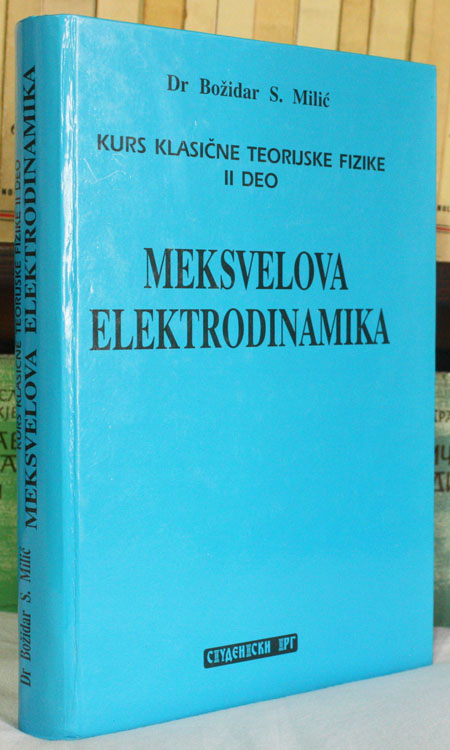 Dr Božidar S. Milić
KURS KLASIČNE TEORIJSKE FIZIKE
II DEO
MEKSVELOVA
ELEKTRODINAMIKA
СТУДЕНТСКИ ТРГ
Dr Božidar S. Milić
KURS KLASIČNE TEORIJSKE FIZIKE II DEO
MEKSVELOVA ELEKTRODINAMIKA